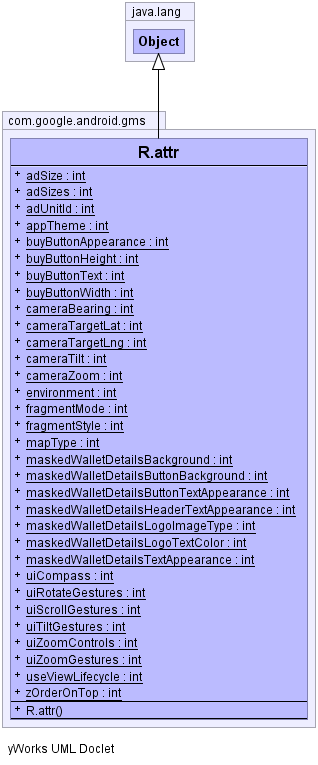 java.lang
Object
com.google.android.gms
R.attr
+ adSize : int
+ adSizes : int
+ adUnitId : int
+ appTheme : int
+ buyButtonAppearance : int
+ buyButtonHeight : int
+ buyButtonText : int
+ buyButtonWidth : int
+ cameraBearing : int
+ cameraTargetLat : int
+ cameraTargetLng : int
+ cameraTilt : int
+ cameraZoom : int
+ environment : int
+ fragmentMode : int
+ fragmentStyle : int
+ mapType : int
+ maskedWalletDetailsBackground : int
+ maskedWalletDetailsButtonBackground : int
+ maskedWalletDetailsButtonTextAppearance : int
+ maskedWalletDetailsHeaderTextAppearance : int
+ maskedWalletDetailsLogoImageType : int
+ maskedWalletDetailsLogoTextColor : int
+ maskedWalletDetailsTextAppearance : int
+ uiCompass : int
+ uiRotateGestures : int
+ uiScrollGestures : int
+ uiTiltGestures : int
+ uiZoomControls : int
+ uiZoomGestures : int
+ useViewLifecycle : int
+ zOrderOnTop : int
+ R.attr()
yWorks UML Doclet